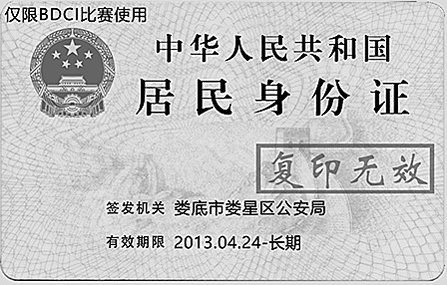 仅限BDCI比赛使用
中华人民共和国
居民身份证
复印无效
签发机关 娄底市娄星区公安局
有效期限 2013.04.24-长期